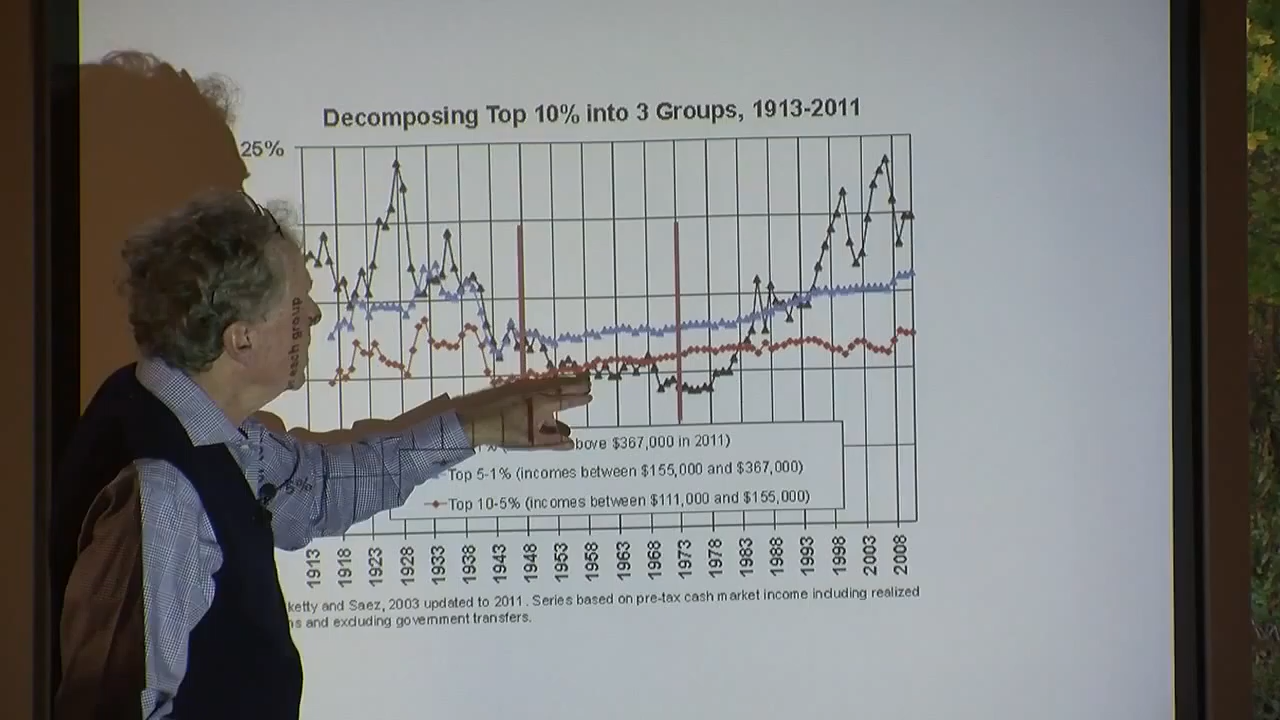 Decomposing Top 10% into 3 Groups, 1913-2011
25%
each group
5%
bove $367,000 in 2011)
Top 5-1% (incomes between $155,000 and $367,000)
Top 10-5% (incomes between $111,000 and $155,000)
1913 1918 1923 1928 1933 1938 1943 1948 1953 1958 1963 1968 1973 1978 1983 1988 1993 1998 2003 2008
ketty and Saez, 2003 updated to 2011. Series based on pre-tax cash market income including realized
s and excluding government transfers.